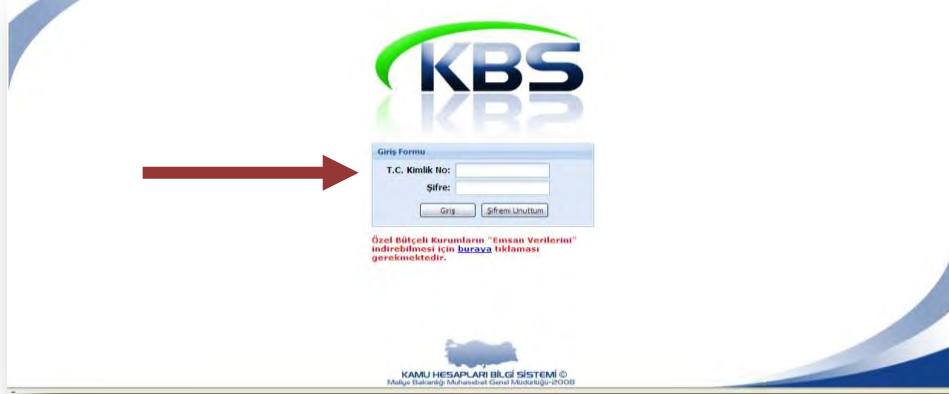 KBS
Giriş Formu
T.C. Kimlik No:
Şifre:
Giriş
Şifremi Unuttum
Özel Bütçeli Kurumların "Emsan Verilerini"
indirebilmesi için buraya tıklaması
gerekmektedir.
KAMU HESAPLARI BİLGİ SİSTEMİ ©
Maliye Bakanlığı Muhasebat Genel Müdürlüğü-2008